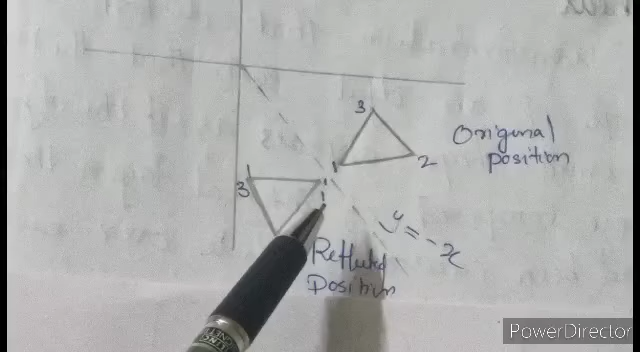 3
Original
position
1
2
3
1
y = -x
Reflected
position
PowerDirector